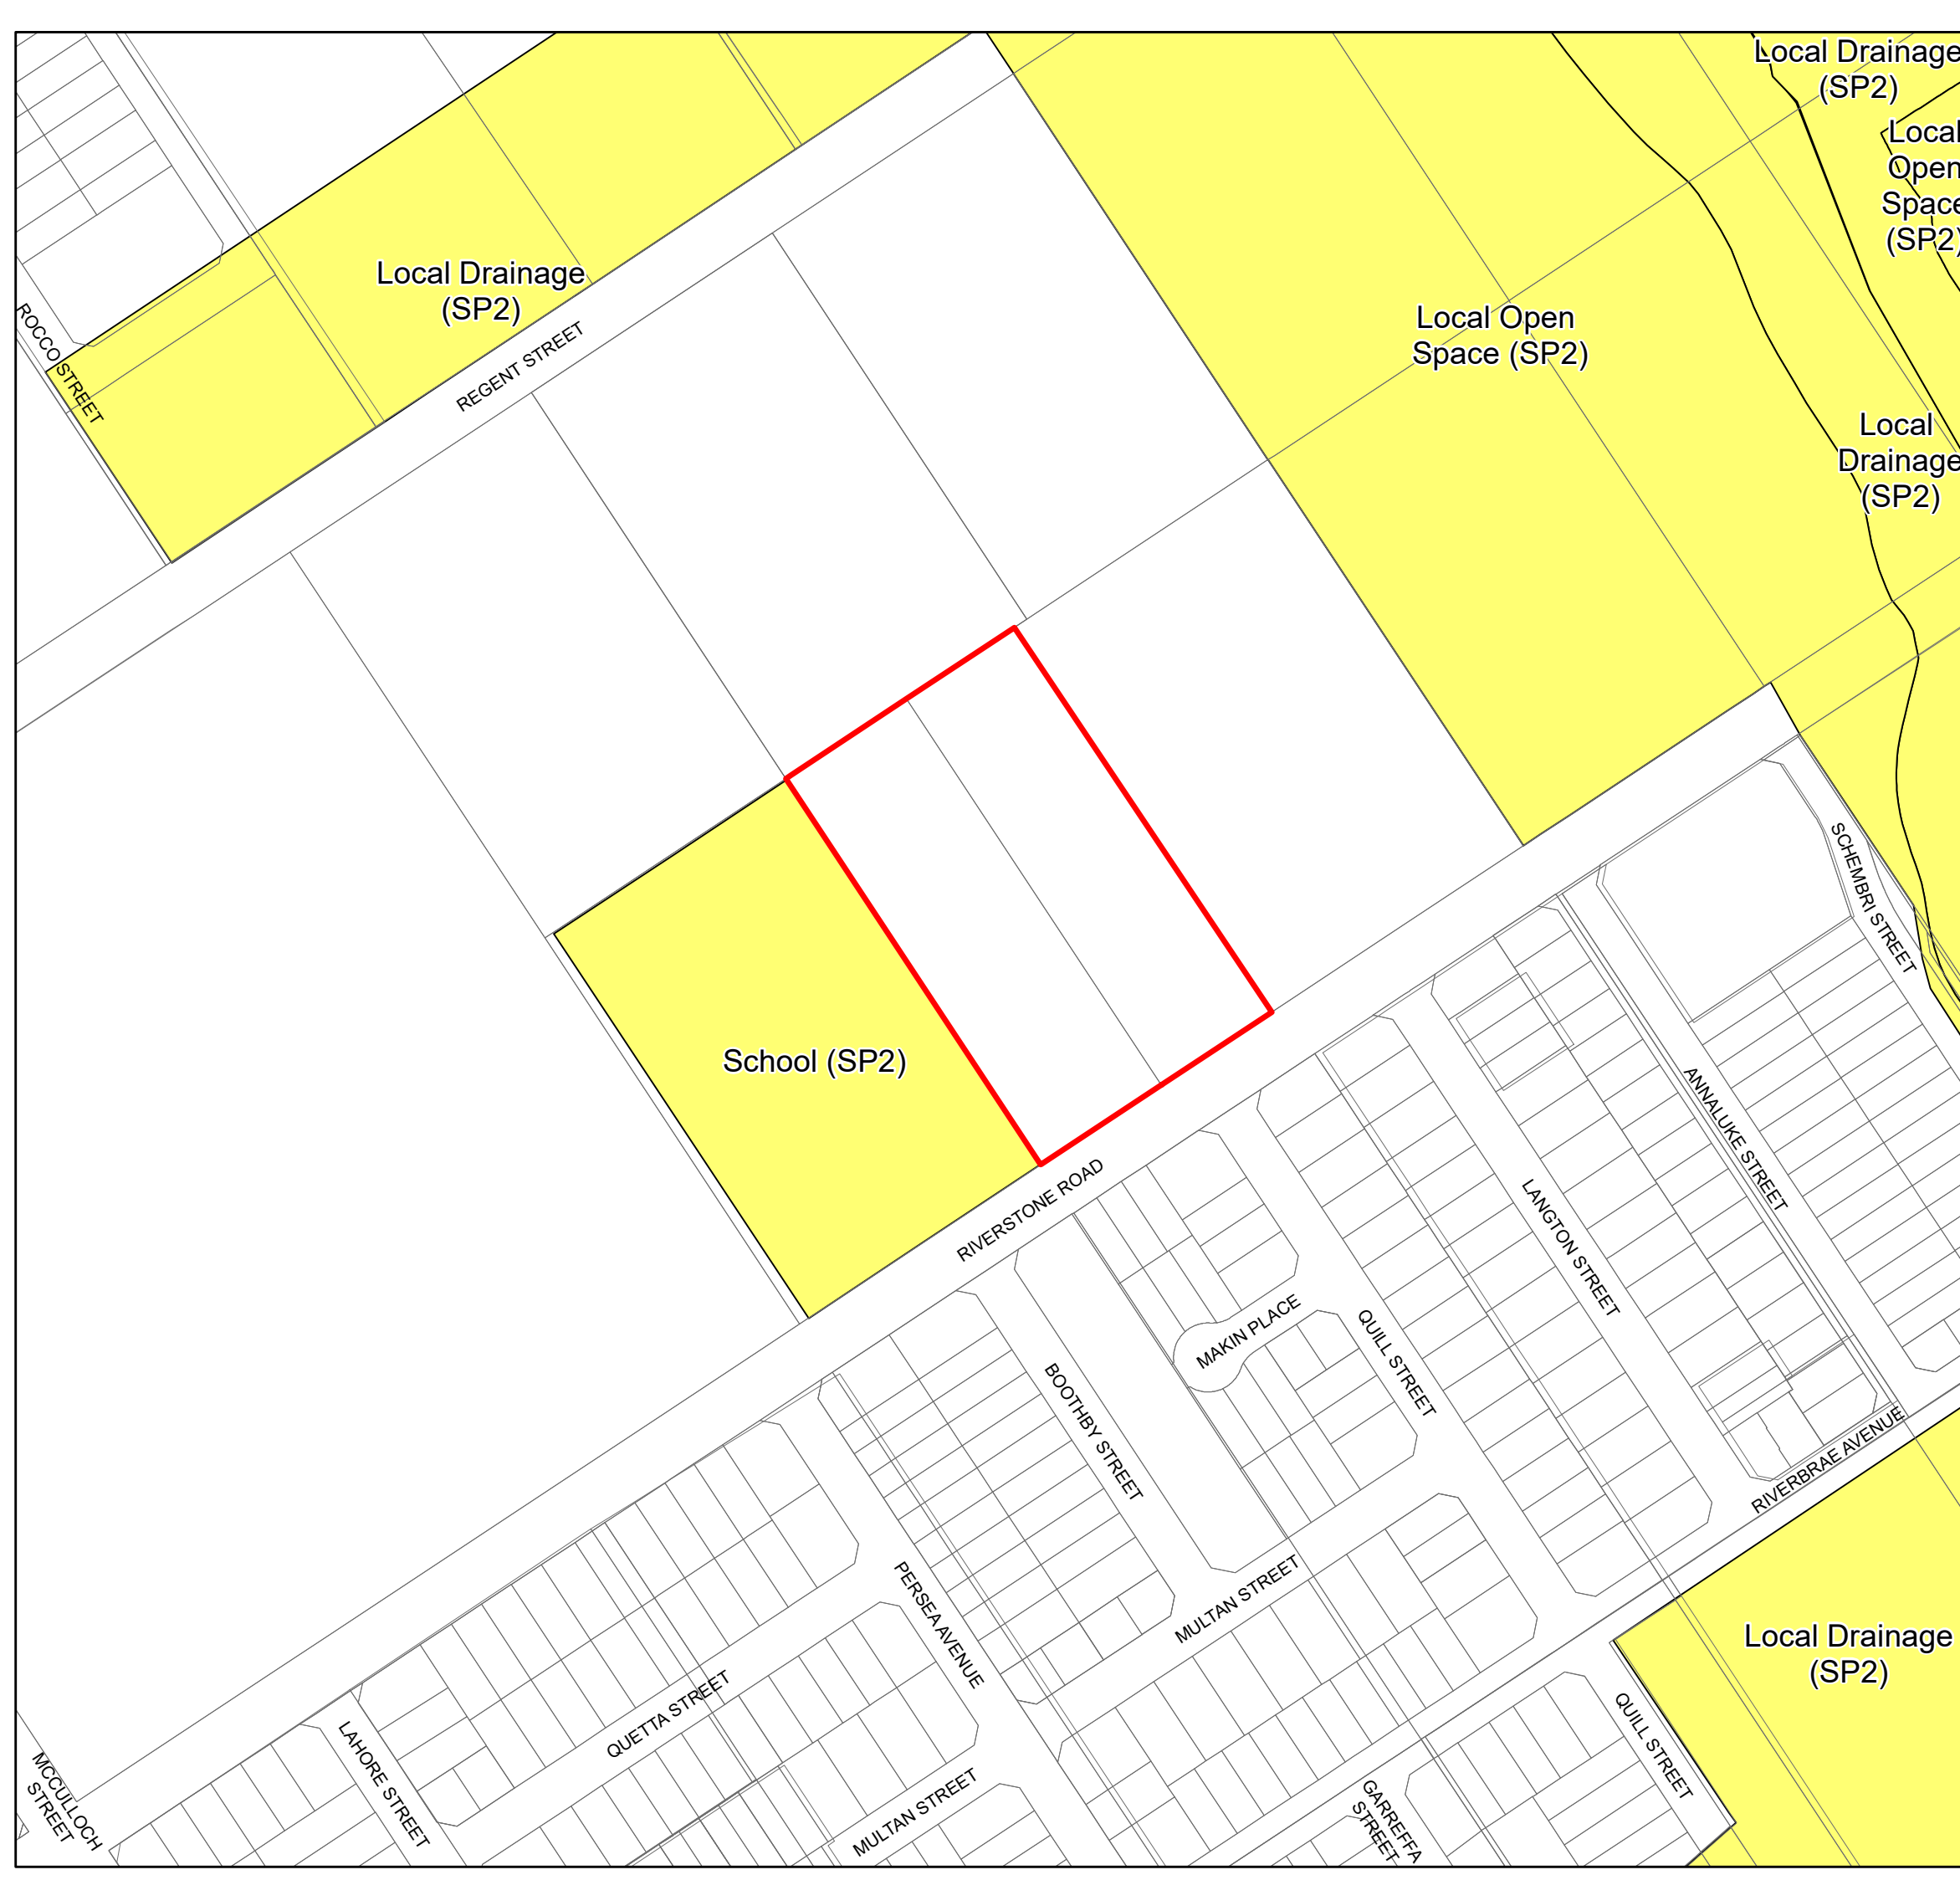 Local Drainage
(SP2)
Local
Open
Space
(SP2)
Local Drainage
(SP2)
ROCCO STREET
REGENT STREET
Local Open
Space (SP2)
Local
Drainage
(SP2)
SCHEMBRI STREET
School (SP2)
RIVERSTONE ROAD
ANNALUKE STREET
LANGTON STREET
MAKIN PLACE
QUILL STREET
BOOTHBY STREET
RIVERBRAE AVENUE
PERSEA AVENUE
MULTAN STREET
Local Drainage
(SP2)
QUETTA STREET
LAHORE STREET
MCCULLOCH
STREET
MULTAN STREET
GARREFFA
STREET
QUILL STREET